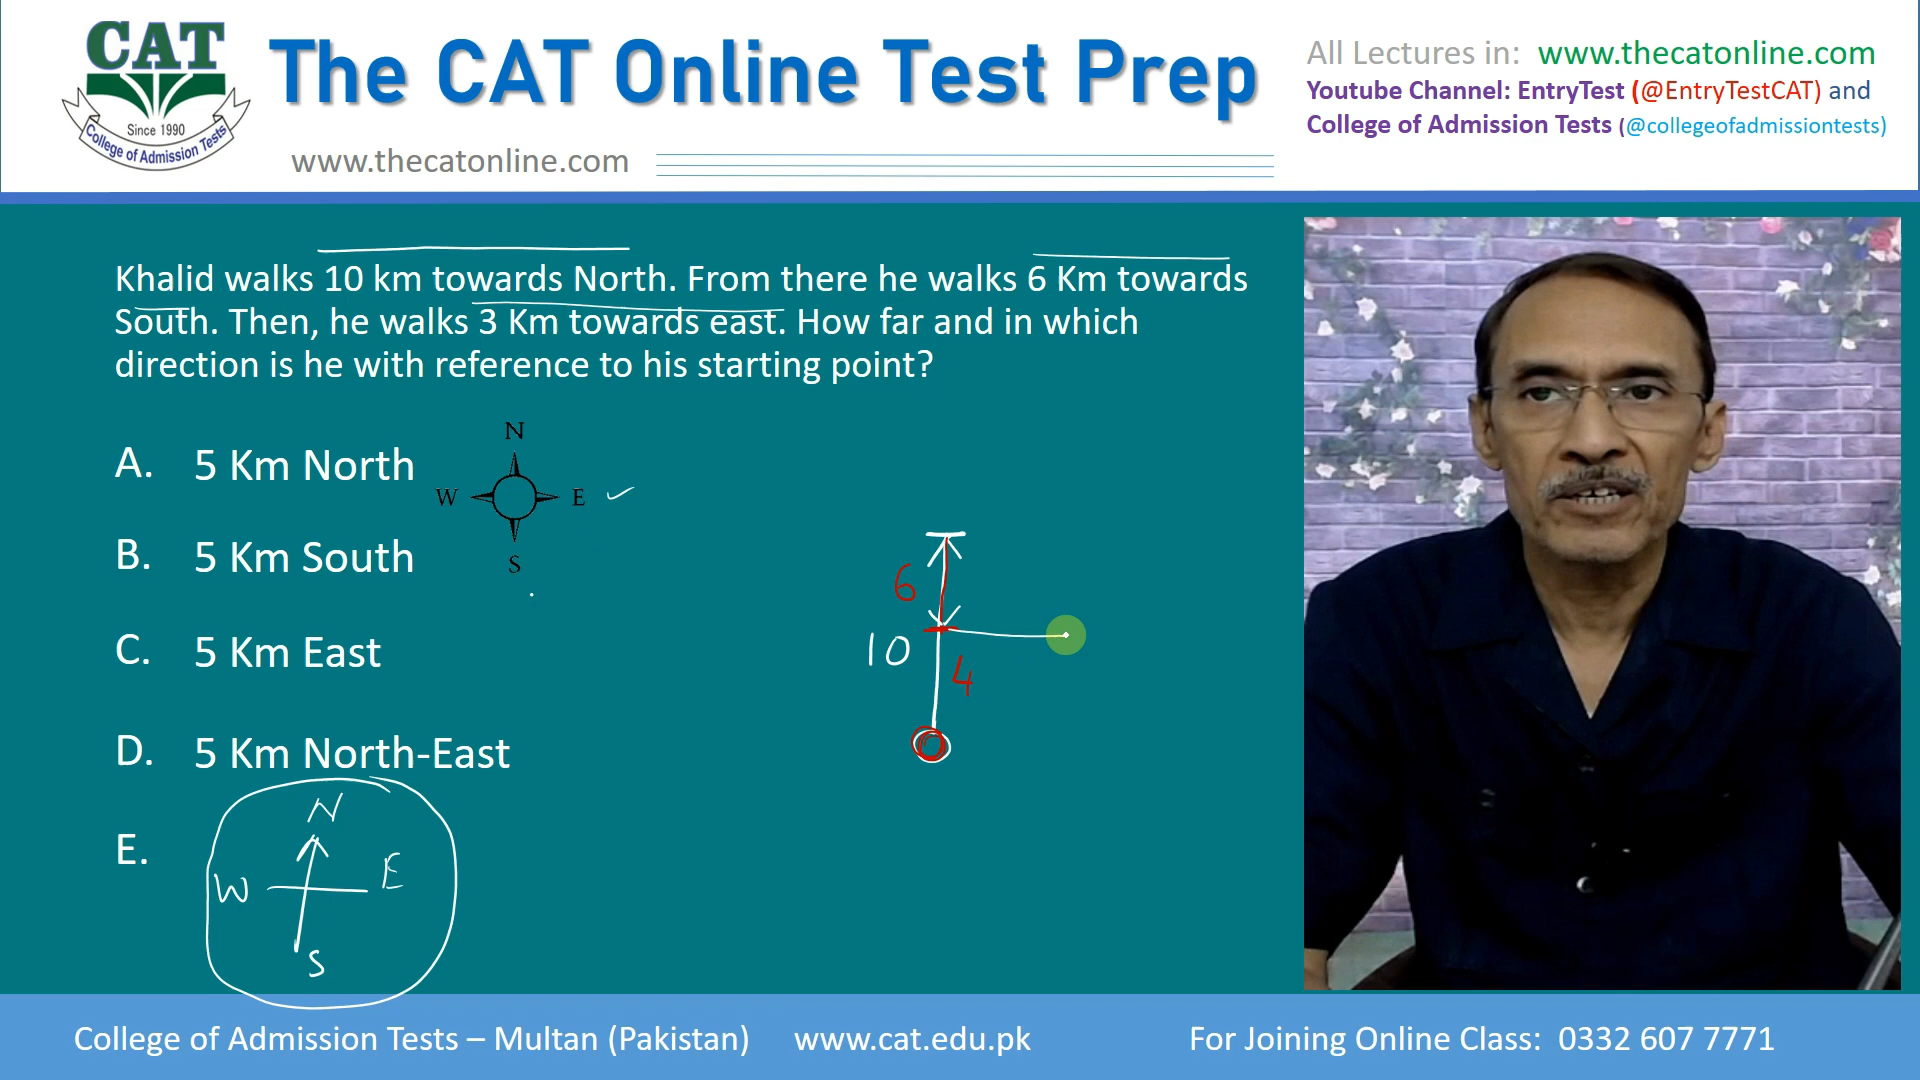 CAT
Since 1990
College of Admission Tests
The CAT Online Test Prep
www.thecatonline.com
All Lectures in: www.thecatonline.com
Youtube Channel: EntryTest (@EntryTestCAT) and
College of Admission Tests (@collegeofadmissiontests)
Khalid walks 10 km towards North. From there he walks 6 Km towards
South. Then, he walks 3 Km towards east. How far and in which
direction is he with reference to his starting point?
A. 5 Km North
B. 5 Km South
C. 5 Km East
D. 5 Km North-East
E.
N
W E
S
6
10
4
N
W E
S
College of Admission Tests – Multan (Pakistan) www.cat.edu.pk For Joining Online Class: 0332 607 7771